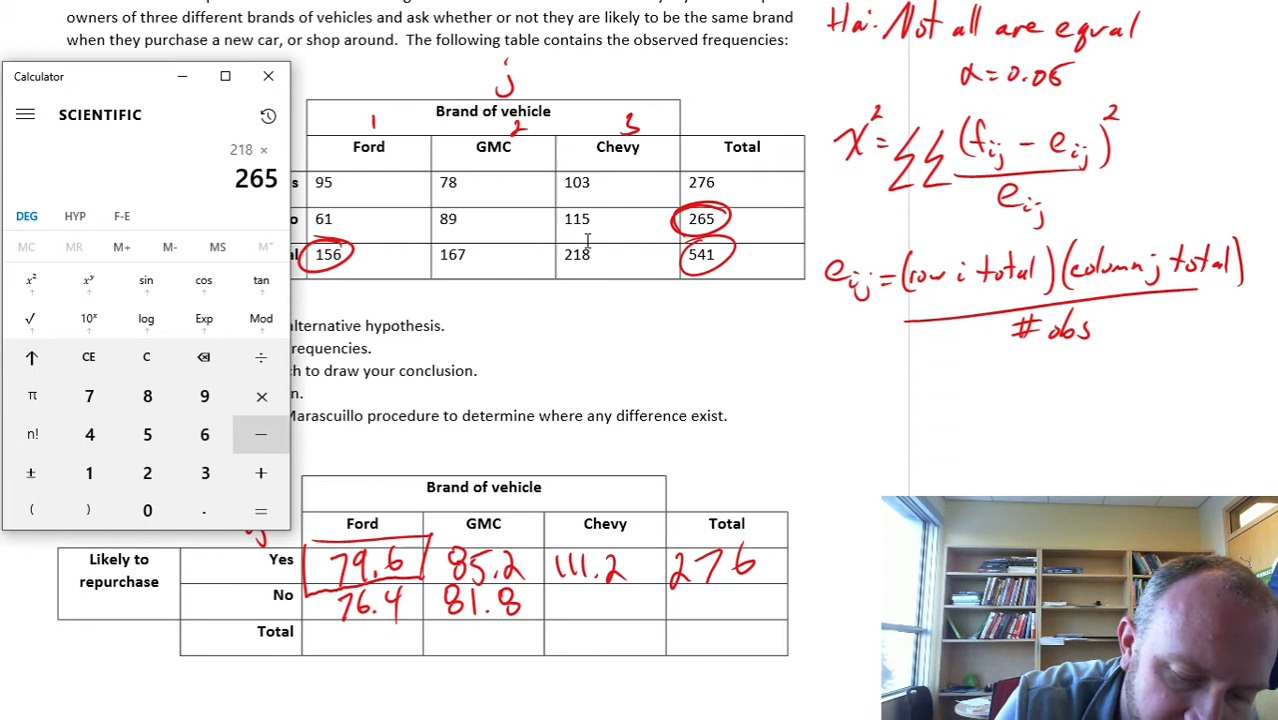 owners of three different brands of vehicles and ask whether or not they are likely to be the same brand
when they purchase a new car, or shop around. The following table contains the observed frequencies:
j
Brand of vehicle
1 2 3
Ford GMC Chevy Total
s 95 78 103 276
o 61 89 115 265
al 156 167 218 541
alternative hypothesis.
requencies.
ch to draw your conclusion.
n.
Marascuillo procedure to determine where any difference exist.
Brand of vehicle
Ford GMC Chevy Total
Likely to repurchase Yes 79.6 85.2 111.2 276
No 76.4 81.8
Total
Ha: Not all are equal
α = 0.05
χ² = ΣΣ (fij - eij)² / eij
eij = (row i total)(column j total)
# obs
Calculator
SCIENTIFIC
218 ×
265
DEG HYP F-E
MC MR M+ M- MS M˅
x² xʸ sin cos tan
√ 10ˣ log Exp Mod
↑ CE C ⌫ ÷
π 7 8 9 ×
n! 4 5 6 −
± 1 2 3 +
( ) 0 . =